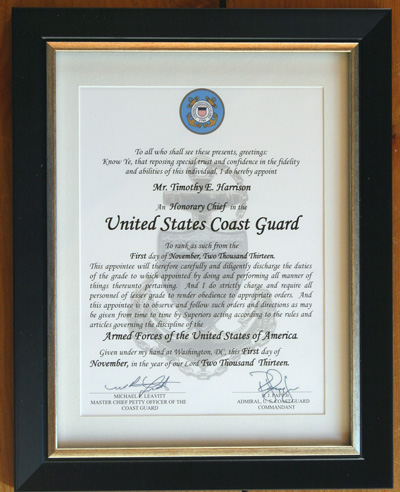 To all who shall see these presents, greetings:
Know Ye, that reposing special trust and confidence in the fidelity
and abilities of this individual, I do hereby appoint
Mr. Timothy E. Harrison
An Honorary Chief in the
United States Coast Guard
To rank as such from the
First day of November, Two Thousand Thirteen.
This appointee will therefore carefully and diligently discharge the duties
of the grade to which appointed by doing and performing all manner of
things thereunto pertaining. And I do strictly charge and require all
personnel of lesser grade to render obedience to appropriate orders. And
this appointee is to observe and follow such orders and directions as may
be given from time to time by Superiors acting according to the rules and
articles governing the discipline of the
Armed Forces of the United States of America.
Given under my hand at Washington, DC, this First day of
November, in the year of our Lord Two Thousand Thirteen.
MICHAEL P. LEAVITT
MASTER CHIEF PETTY OFFICER OF THE
COAST GUARD
R. J. PAPP, JR.
ADMIRAL, U. S. COAST GUARD
COMMANDANT